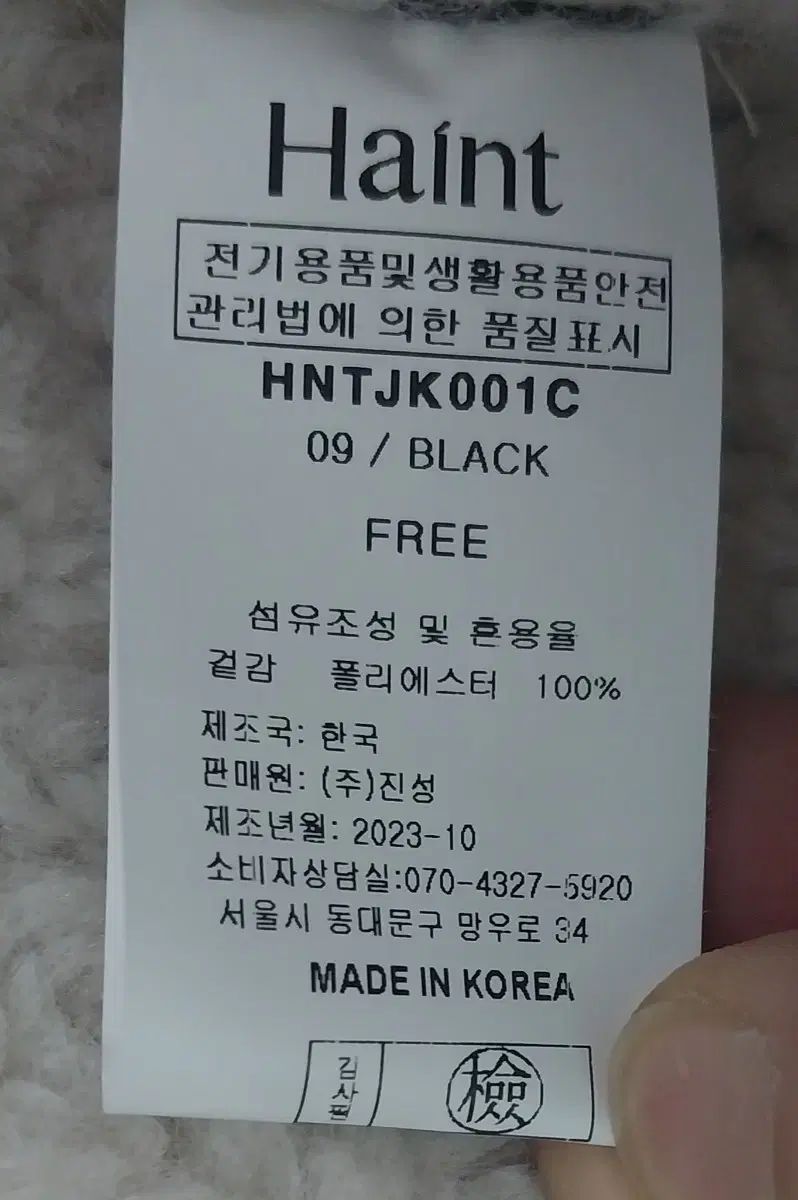 Haint
전기용품및생활용품안전
관리법에 의한 품질표시
HNTJK001C
09 / BLACK
FREE
섬유조성 및 혼용율
겉감 폴리에스터 100%
제조국: 한국
판매원: (주)진성
제조년월: 2023-10
소비자상담실:070-4327-5920
서울시 동대문구 망우로 34
MADE IN KOREA
검사필
檢